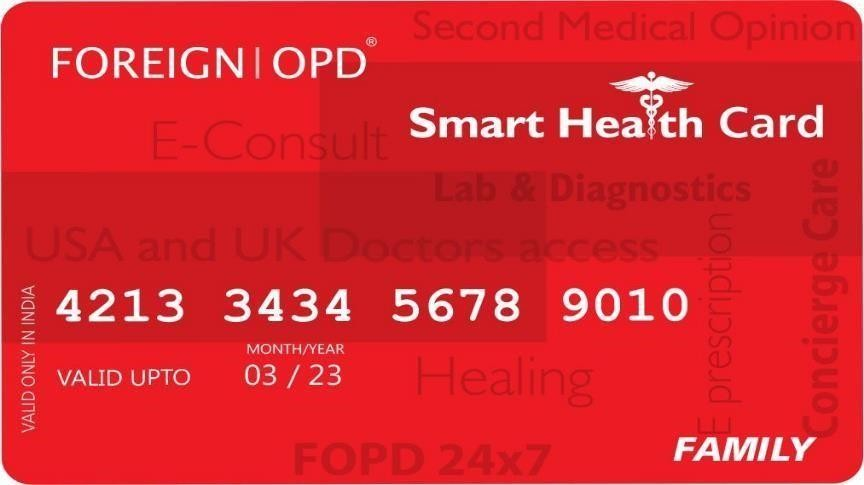 Second Medical Opinion
FOREIGN | OPD®
Smart Health Card
E-Consult
Lab & Diagnostics
USA and UK Doctors access
4213 3434 5678 9010
MONTH/YEAR
VALID UPTO 03 / 23
VALID ONLY IN INDIA
Healing
E prescription
Concierge Care
FAMILY
FOPD 24x7